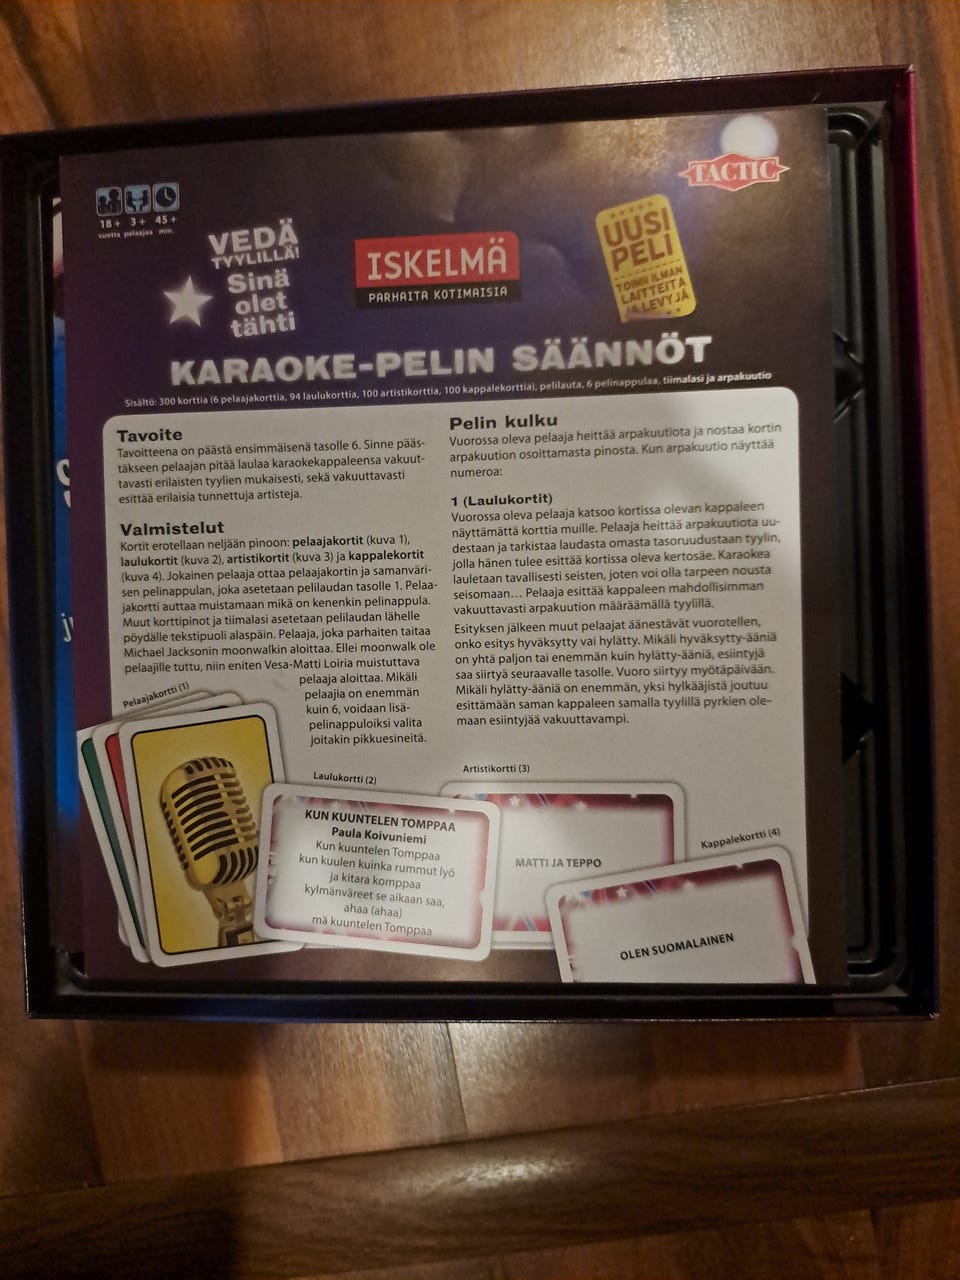 TACTIC
18+ 3+ 45+
vuotta pelaajaa min.
VEDÄ
TYYLILLÄ!
Sinä
olet
tähti
ISKELMÄ
PARHAITA KOTIMAISIA
UUSI
PELI
TOIMII ILMAN
LAITTEITA
JA LEVYJÄ
KARAOKE-PELIN SÄÄNNÖT
Sisältö: 300 korttia (6 pelaajakorttia, 94 laulukorttia, 100 artistikorttia, 100 kappalekorttia), pelilauta, 6 pelinappulaa, tiimalasi ja arpakuutio
Tavoite
Tavoitteena on päästä ensimmäisenä tasolle 6. Sinne pääs-
täkseen pelaajan pitää laulaa karaokekappaleensa vakuut-
tavasti erilaisten tyylien mukaisesti, sekä vakuuttavasti
esittää erilaisia tunnettuja artisteja.
Valmistelut
Kortit erotellaan neljään pinoon: pelaajakortit (kuva 1),
laulukortit (kuva 2), artistikortit (kuva 3) ja kappalekortit
(kuva 4). Jokainen pelaaja ottaa pelaajakortin ja samanväri-
sen pelinappulan, joka asetetaan pelilaudan tasolle 1. Pelaa-
jakortti auttaa muistamaan mikä on kenenkin pelinappula.
Muut korttipinot ja tiimalasi asetetaan pelilaudan lähelle
pöydälle tekstipuoli alaspäin. Pelaaja, joka parhaiten taitaa
Michael Jacksonin moonwalkin aloittaa. Ellei moonwalk ole
pelaajille tuttu, niin eniten Vesa-Matti Loiria muistuttava
pelaaja aloittaa. Mikäli
pelaajia on enemmän
kuin 6, voidaan lisä-
pelinappuloiksi valita
joitakin pikkuesineitä.
Pelin kulku
Vuorossa oleva pelaaja heittää arpakuutiota ja nostaa kortin
arpakuution osoittamasta pinosta. Kun arpakuutio näyttää
numeroa:
1 (Laulukortit)
Vuorossa oleva pelaaja katsoo kortissa olevan kappaleen
näyttämättä korttia muille. Pelaaja heittää arpakuutiota uu-
destaan ja tarkistaa laudasta omasta tasoruudustaan tyylin,
jolla hänen tulee esittää kortissa oleva kertosäe. Karaokea
lauletaan tavallisesti seisten, joten voi olla tarpeen nousta
seisomaan... Pelaaja esittää kappaleen mahdollisimman
vakuuttavasti arpakuution määräämällä tyylillä.
Esityksen jälkeen muut pelaajat äänestävät vuorotellen,
onko esitys hyväksytty vai hylätty. Mikäli hyväksytty-ääniä
on yhtä paljon tai enemmän kuin hylätty-ääniä, esiintyjä
saa siirtyä seuraavalle tasolle. Vuoro siirtyy myötäpäivään.
Mikäli hylätty-ääniä on enemmän, yksi hylkääjistä joutuu
esittämään saman kappaleen samalla tyylillä pyrkien ole-
maan esiintyjää vakuuttavampi.
Pelaajakortti (1)
Laulukortti (2)
KUN KUUNTELEN TOMPPAA
Paula Koivuniemi
Kun kuuntelen Tomppaa
kun kuulen kuinka rummut lyö
ja kitara komppaa
kylmänväreet se aikaan saa,
ahaa (ahaa)
mä kuuntelen Tomppaa
Artistikortti (3)
MATTI JA TEPPO
Kappalekortti (4)
OLEN SUOMALAINEN